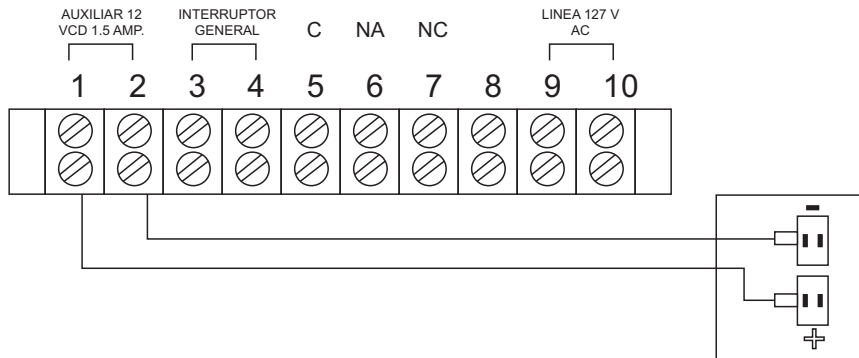 AUXILIAR 12
VCD 1.5 AMP.
INTERRUPTOR
GENERAL
C NA NC
LINEA 127 V
AC
1 2 3 4 5 6 7 8 9 10
-
+